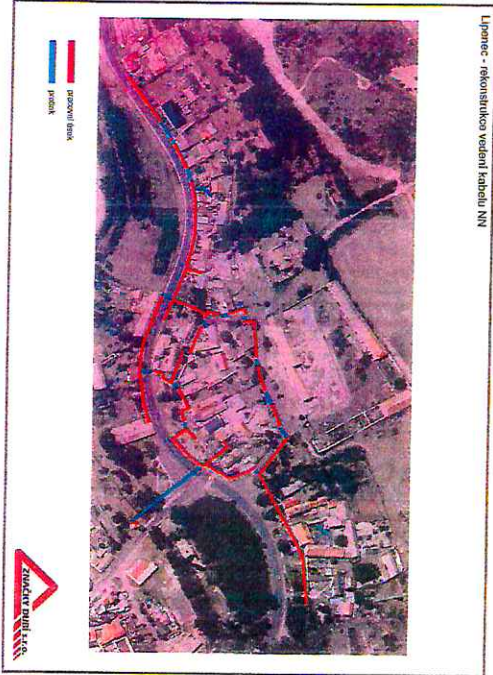 Lipenec - rekonstrukce vedení kabelu NN
pracovní úsek
protlak
ZNAČKY DUBÍ s.r.o.